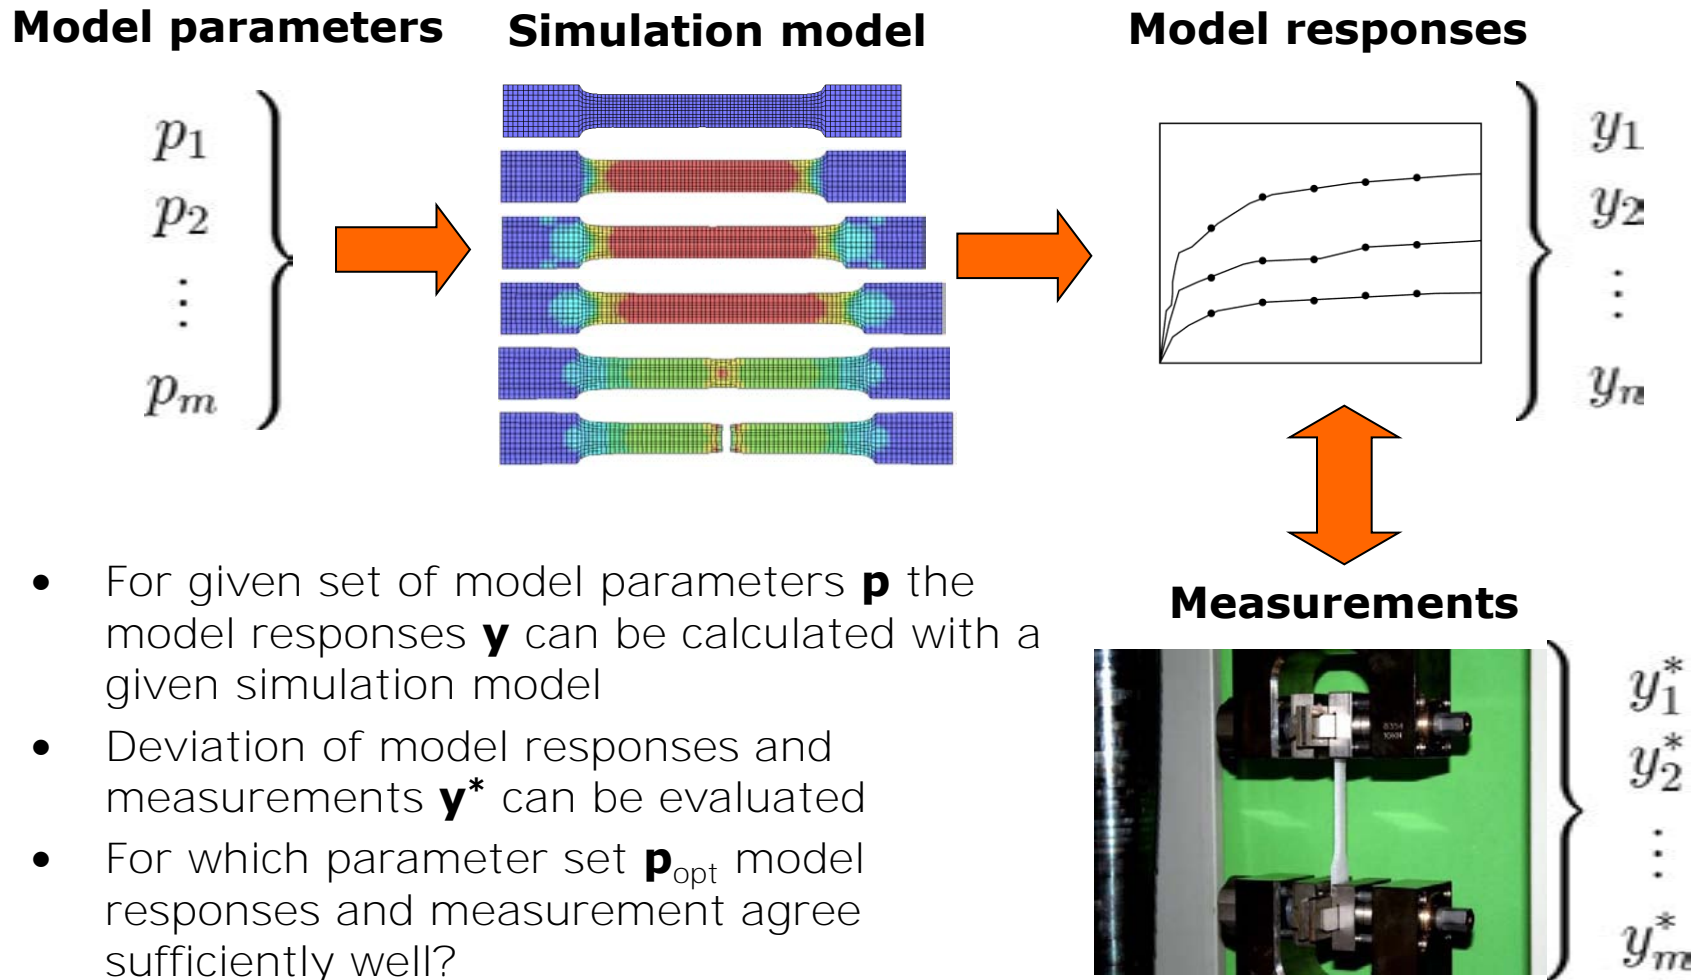 Model parameters
Simulation model
Model responses
p₁
p₂
⋮
pₘ
y₁
y₂
⋮
yₙ
• For given set of model parameters p the
model responses y can be calculated with a
given simulation model
• Deviation of model responses and
measurements y* can be evaluated
• For which parameter set pₒₚₜ model
responses and measurement agree
sufficiently well?
Measurements
y₁*
y₂*
⋮
yₘ*